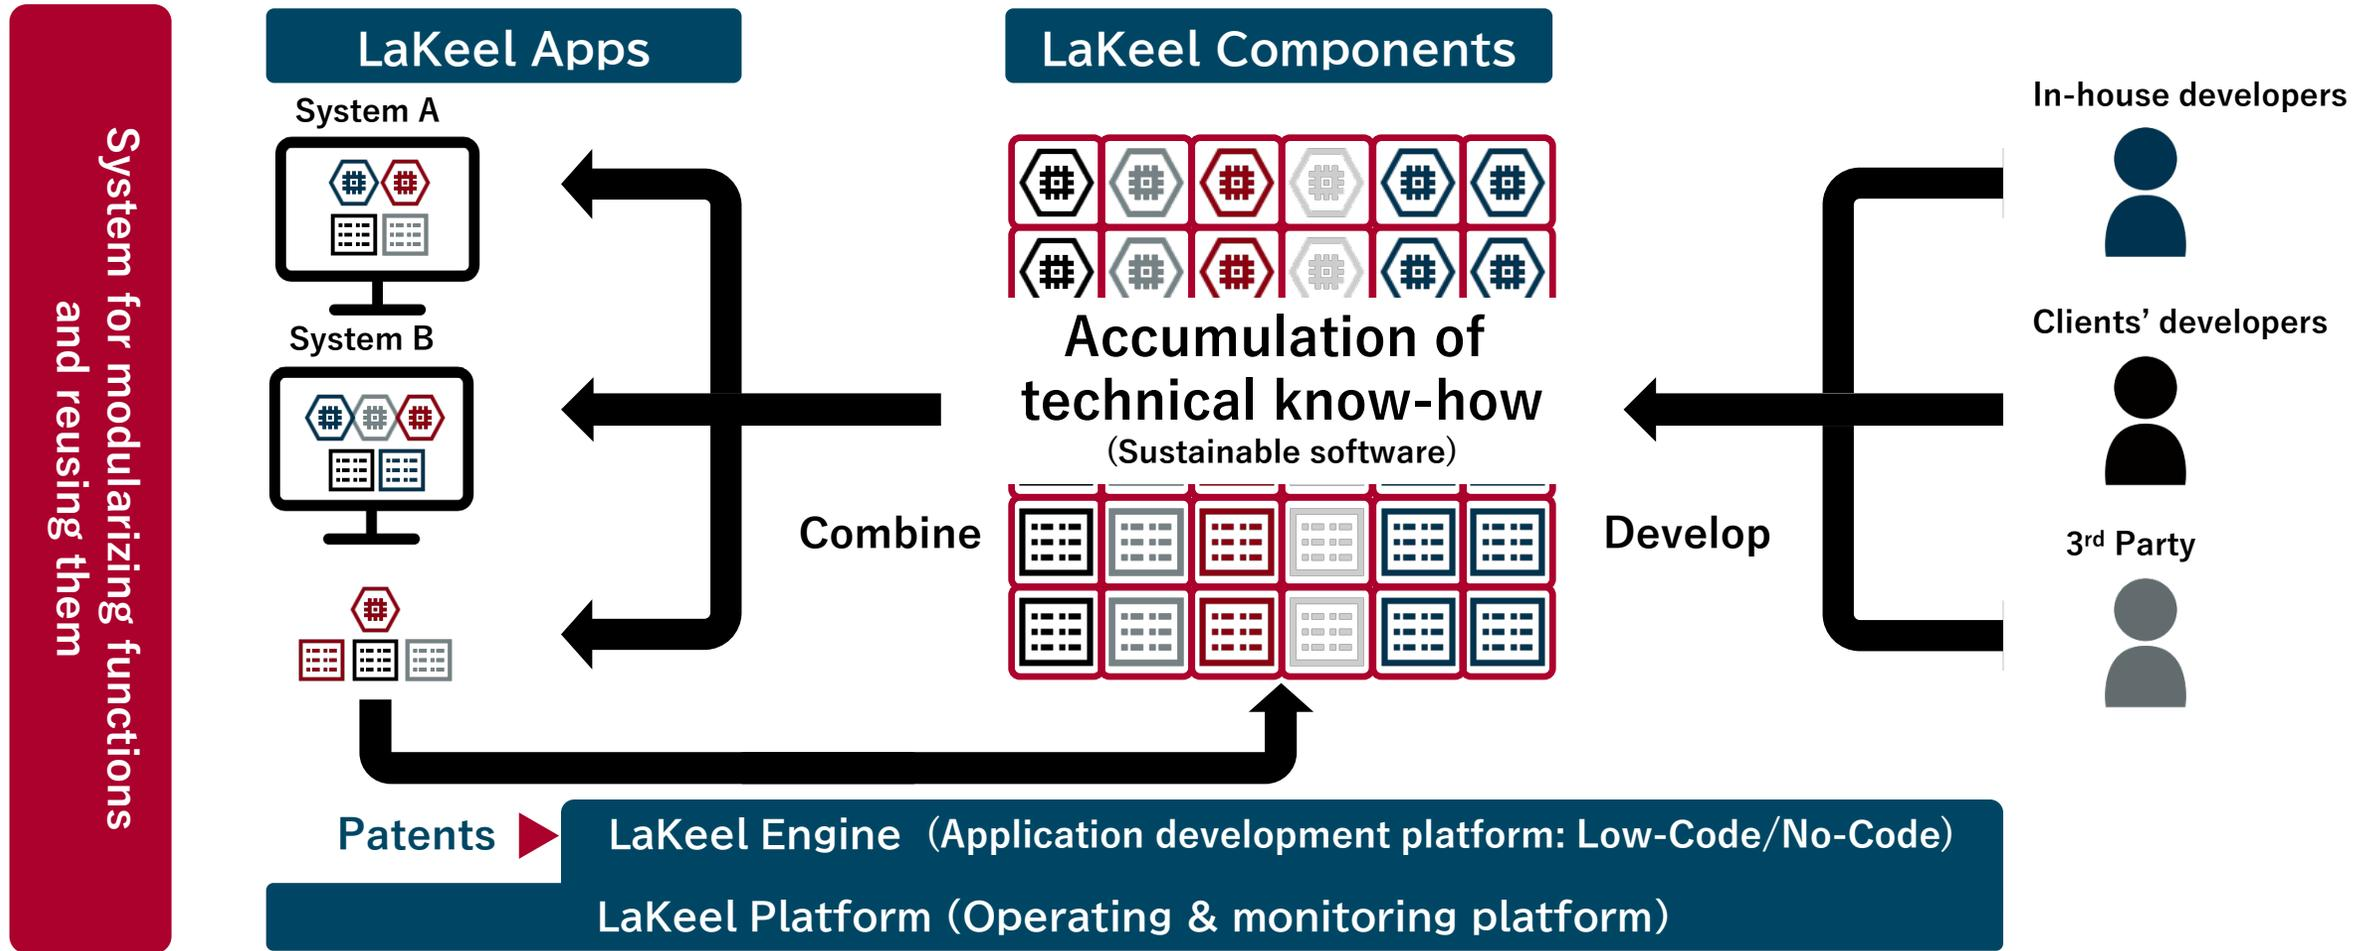 System for modularizing functions
and reusing them
LaKeel Apps
System A
System B
LaKeel Components
Accumulation of
technical know-how
(Sustainable software)
Combine
Develop
In-house developers
Clients’ developers
3rd Party
Patents
LaKeel Engine (Application development platform: Low-Code/No-Code)
LaKeel Platform (Operating & monitoring platform)